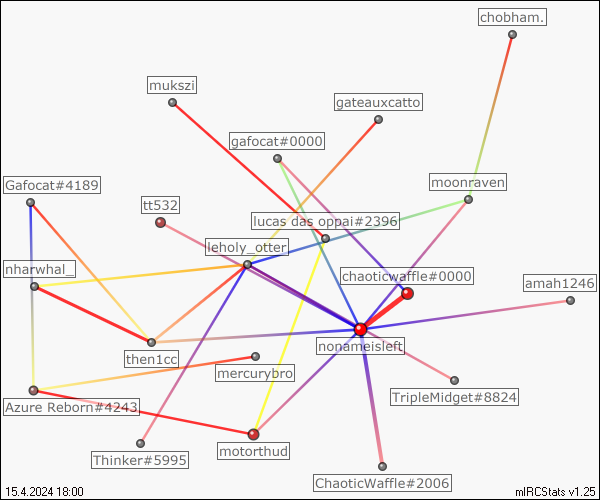 chobham.
mukszi
gateauxcatto
gafocat#0000
Gafocat#4189
moonraven
tt532
lucas das oppai#2396
leholy_otter
nharwhal_
chaoticwaffle#0000
amah1246
nonameisleft
then1cc
mercurybro
TripleMidget#8824
Azure Reborn#4243
motorthud
Thinker#5995
ChaoticWaffle#2006
15.4.2024 18:00
mIRCStats v1.25